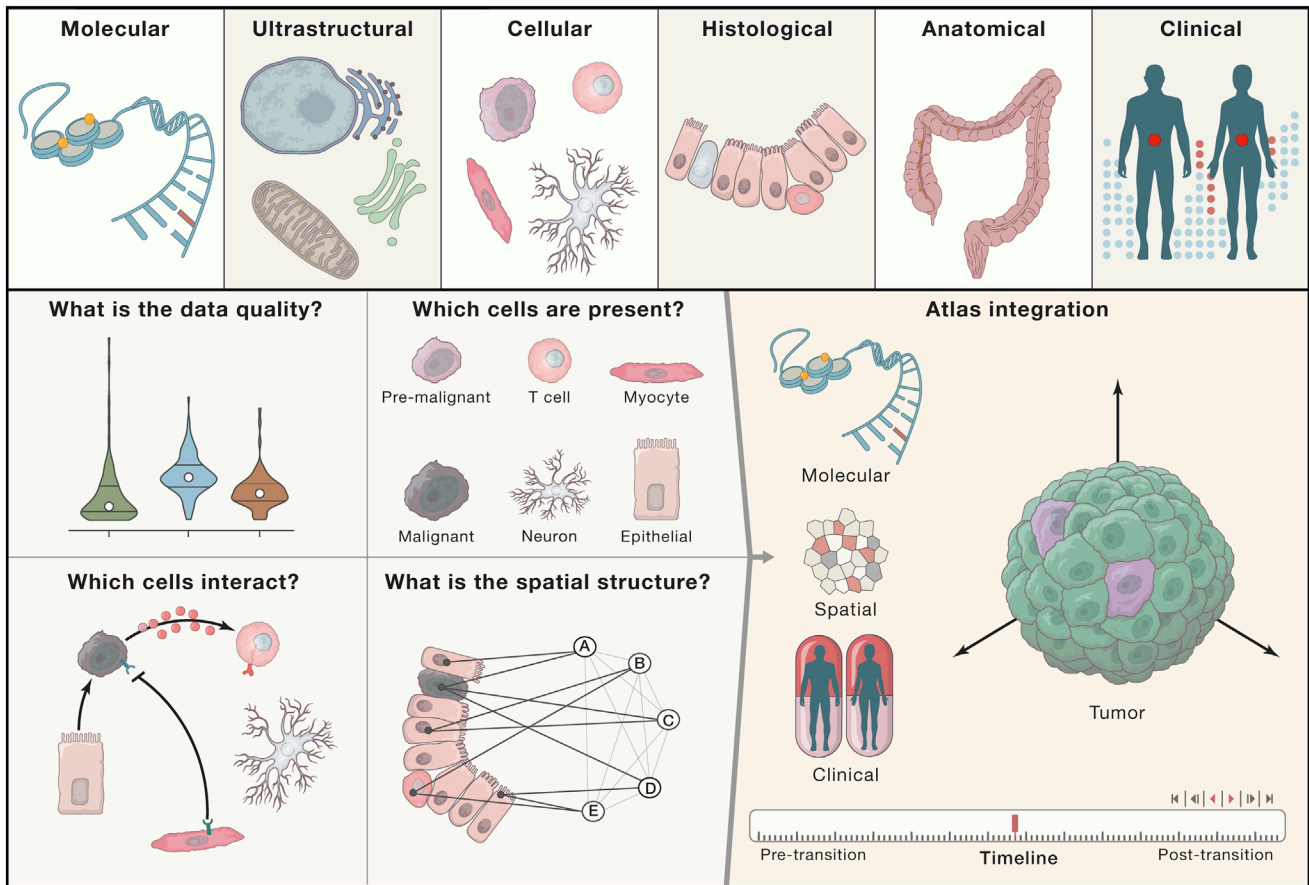 Molecular
Ultrastructural
Cellular
Histological
Anatomical
Clinical
What is the data quality?
Which cells are present?
Pre-malignant
T cell
Myocyte
Malignant
Neuron
Epithelial
Which cells interact?
What is the spatial structure?
A
B
C
D
E
Atlas integration
Molecular
Spatial
Clinical
Tumor
Pre-transition
Timeline
Post-transition